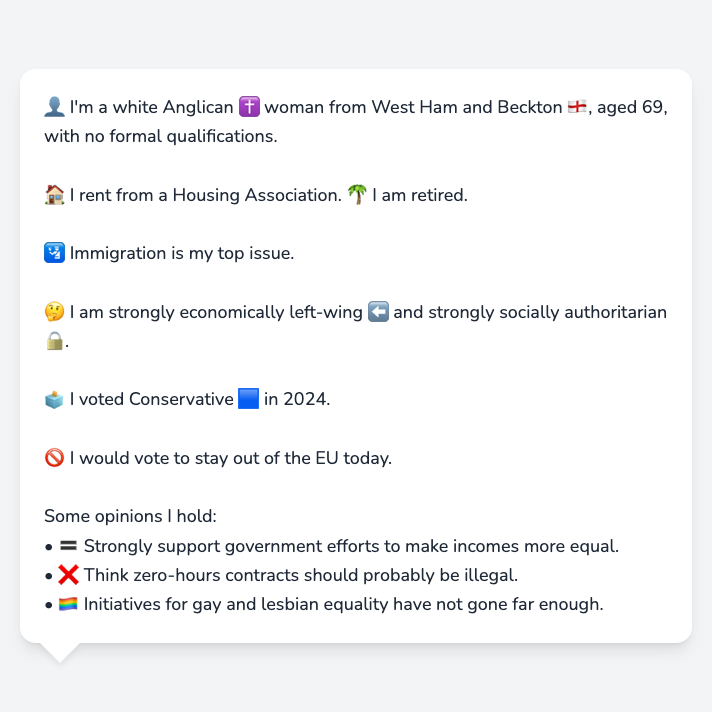 👤 I'm a white Anglican ✝️ woman from West Ham and Beckton 🏴󠁧󠁢󠁥󠁮󠁧󠁿, aged 69,
with no formal qualifications.
🏠 I rent from a Housing Association. 🌴 I am retired.
🛂 Immigration is my top issue.
🤔 I am strongly economically left-wing ⬅️ and strongly socially authoritarian
🔒.
🗳️ I voted Conservative 🟦 in 2024.
🚫 I would vote to stay out of the EU today.
Some opinions I hold:
• 🟰 Strongly support government efforts to make incomes more equal.
• ❌ Think zero-hours contracts should probably be illegal.
• 🏳️‍🌈 Initiatives for gay and lesbian equality have not gone far enough.